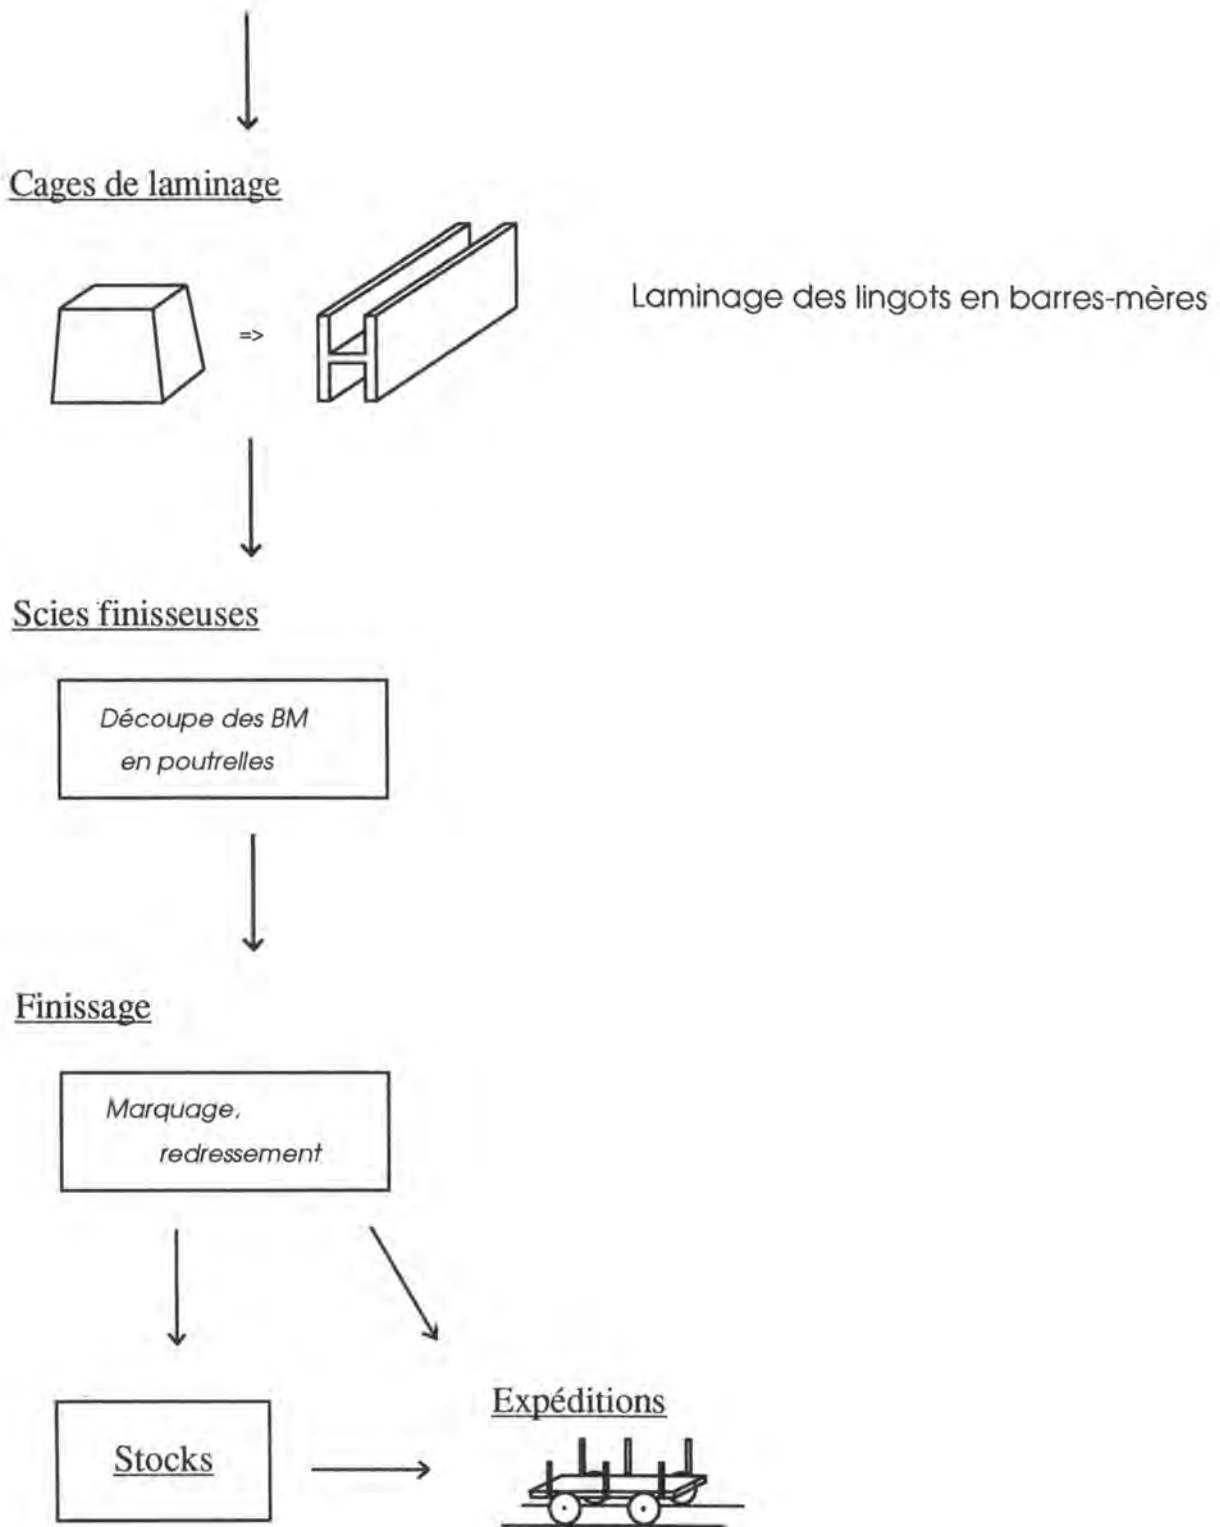 Cages de laminage
=>
Laminage des lingots en barres-mères
Scies finisseuses
Découpe des BM
en poutrelles
Finissage
Marquage,
redressement
Expéditions
Stocks